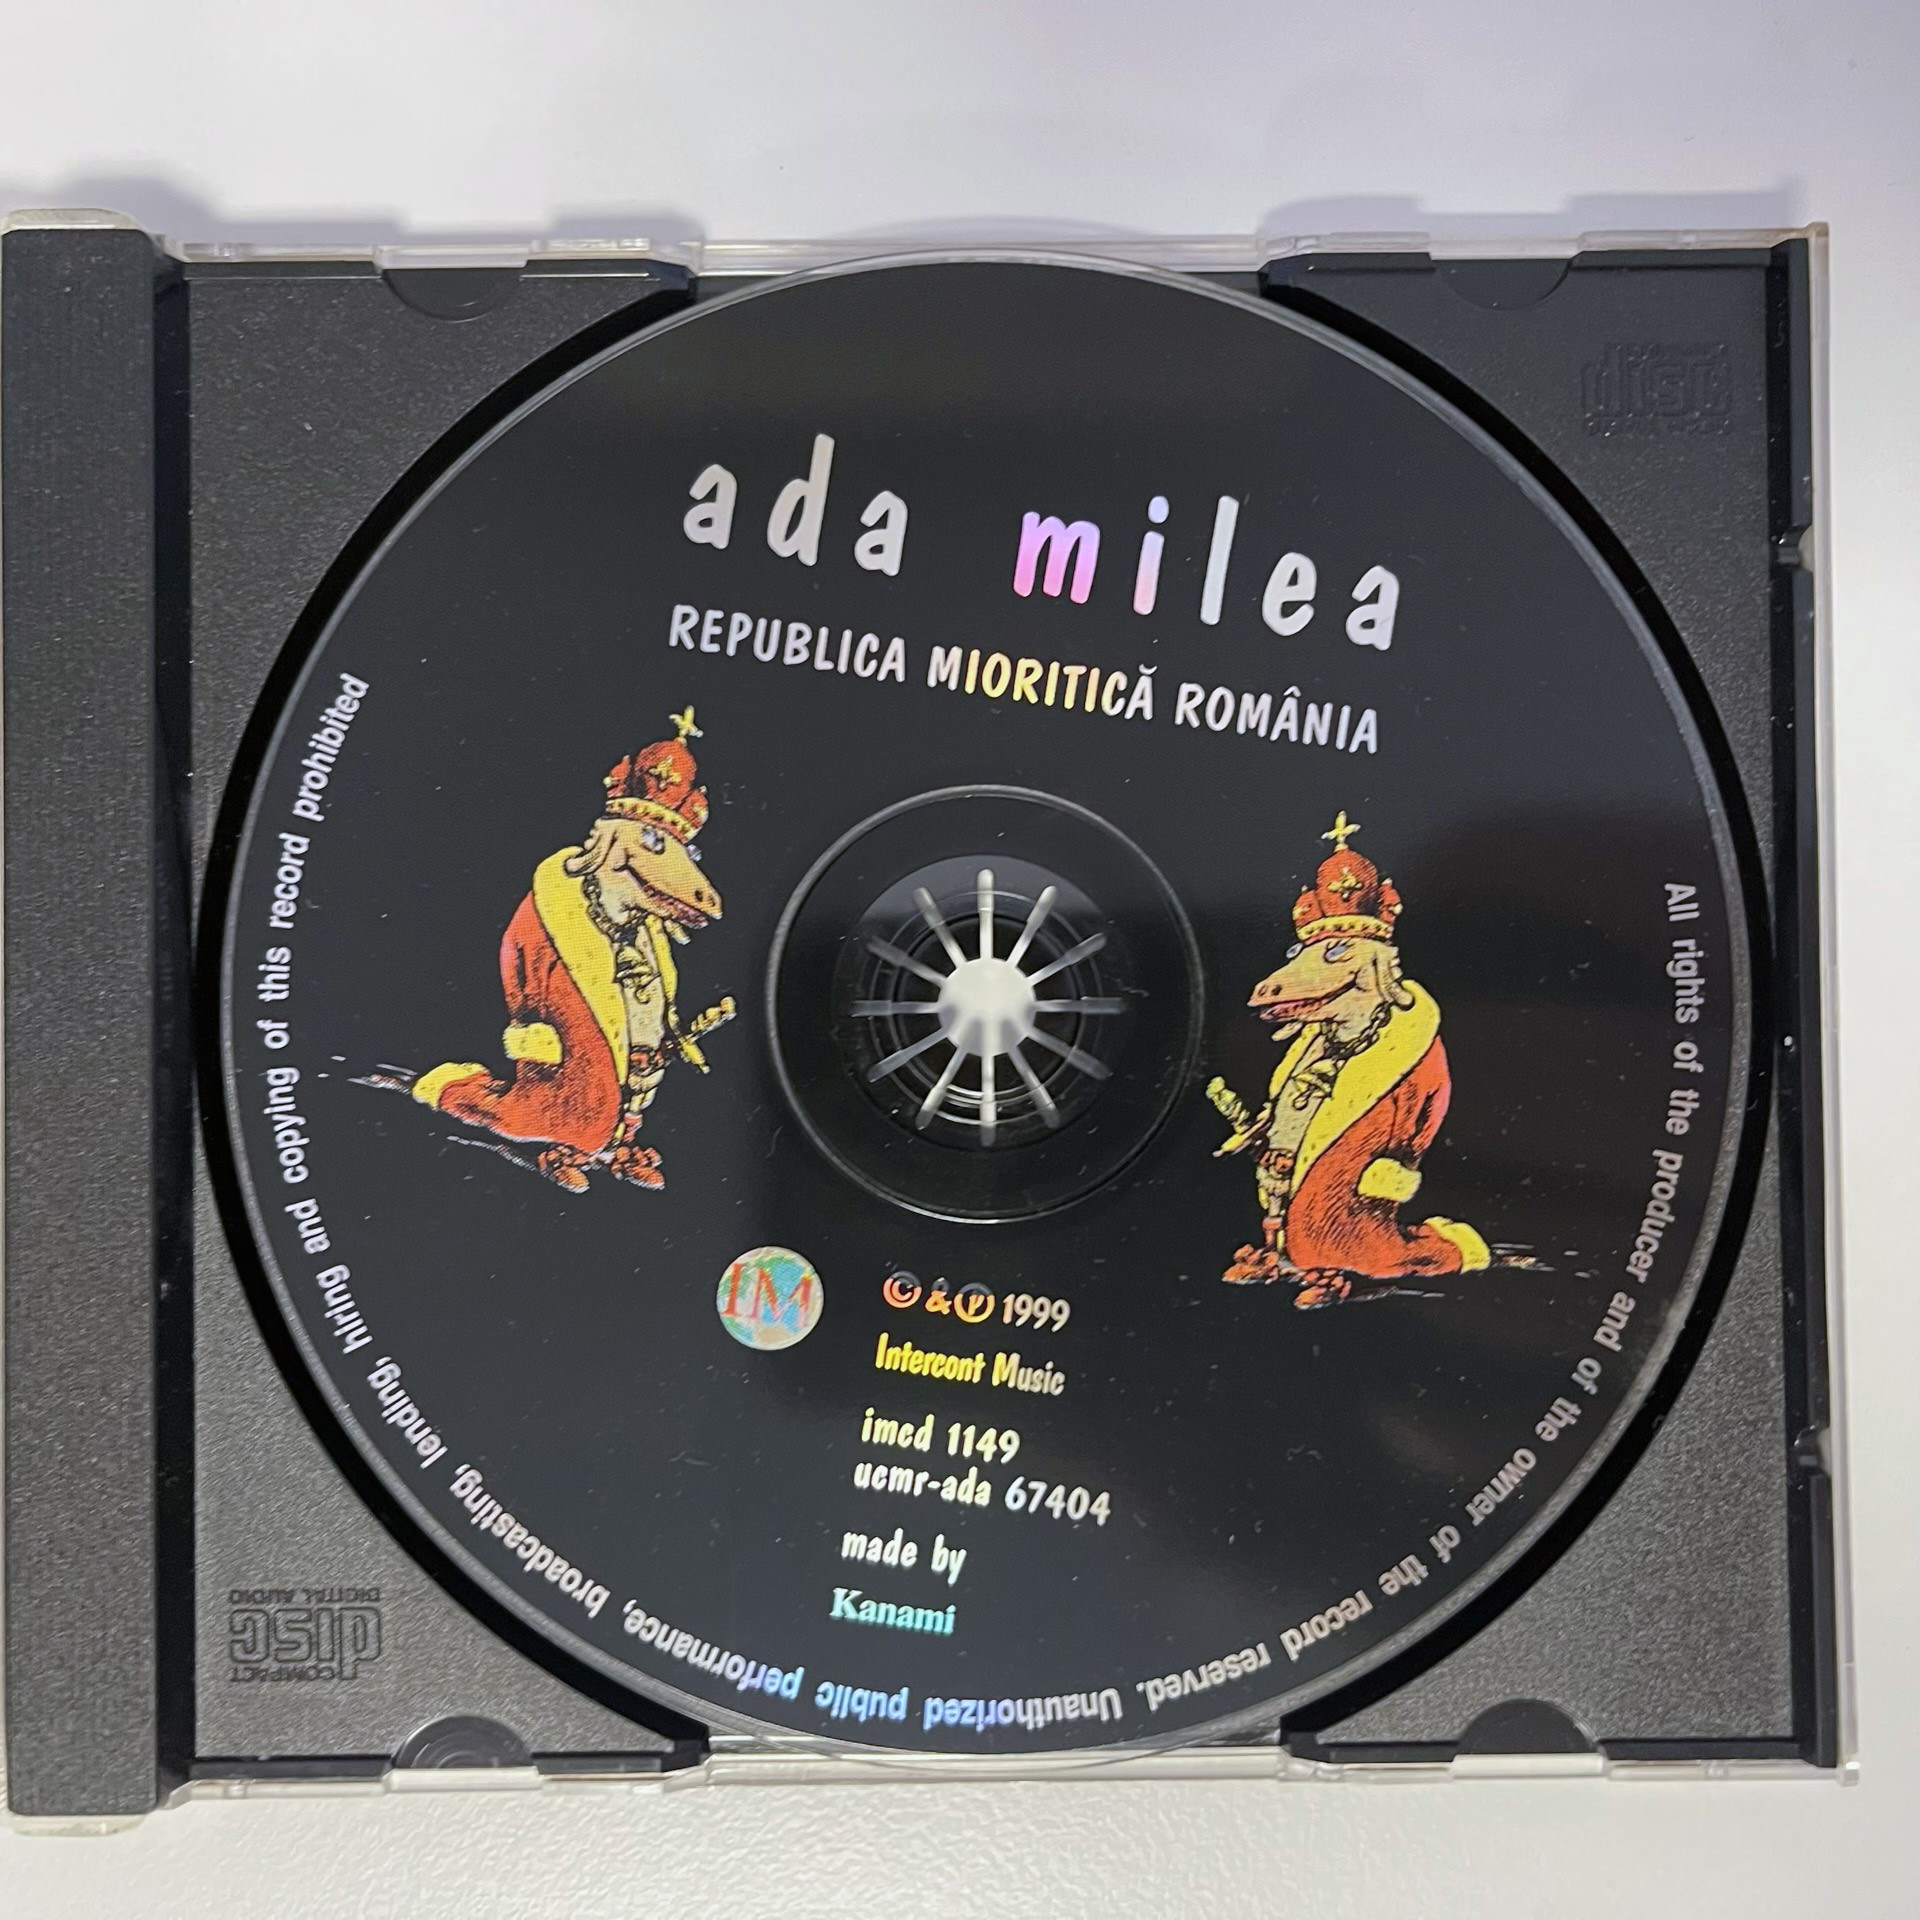 ada milea
REPUBLICA MIORITICĂ ROMÂNIA
All rights of the producer and of the owner of the record reserved. Unauthorized public performance, broadcasting, lending, hiring and copying of this record prohibited
IM
© & ℗ 1999
Intercont Music
imcd 1149
ucmr-ada 67404
made by
Kanami
COMPACT
disc
DIGITAL AUDIO
disc